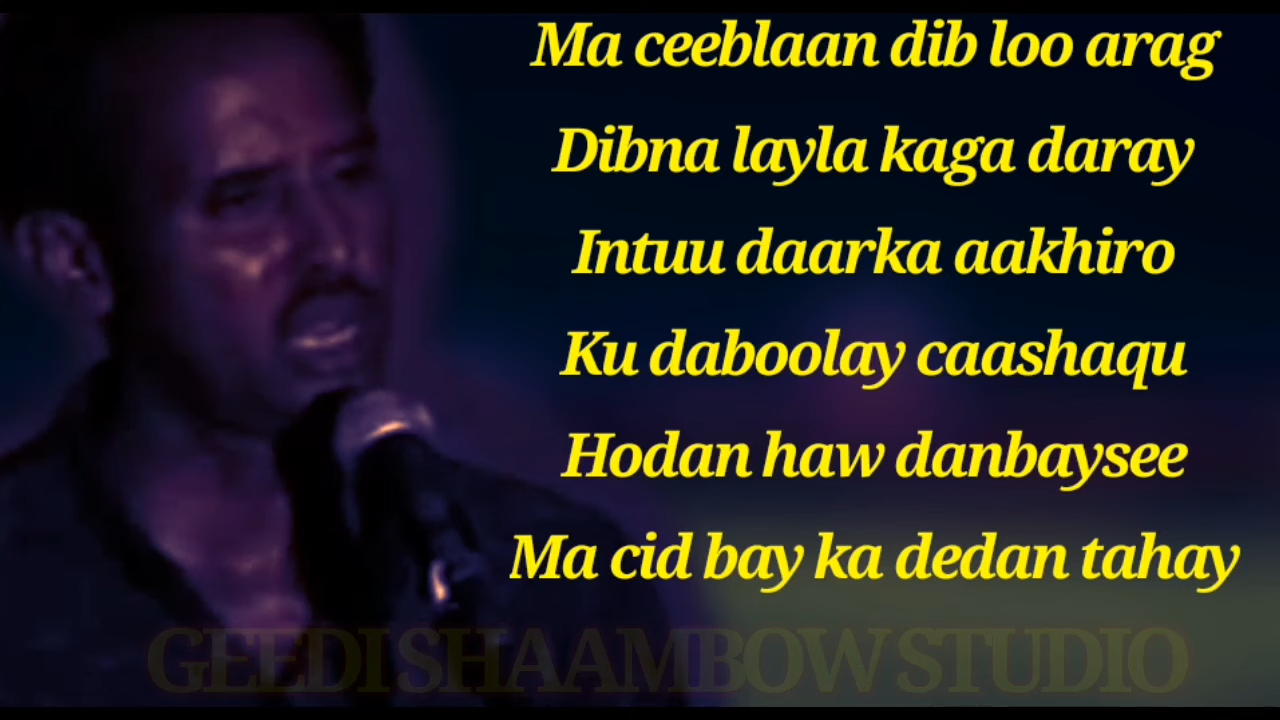 Ma ceeblaan dib loo arag
Dibna layla kaga daray
Intuu daarka aakhiro
Ku daboolay caashaqu
Hodan haw danbaysee
Ma cid bay ka dedan tahay
GEEDI SHAAMBOW STUDIO